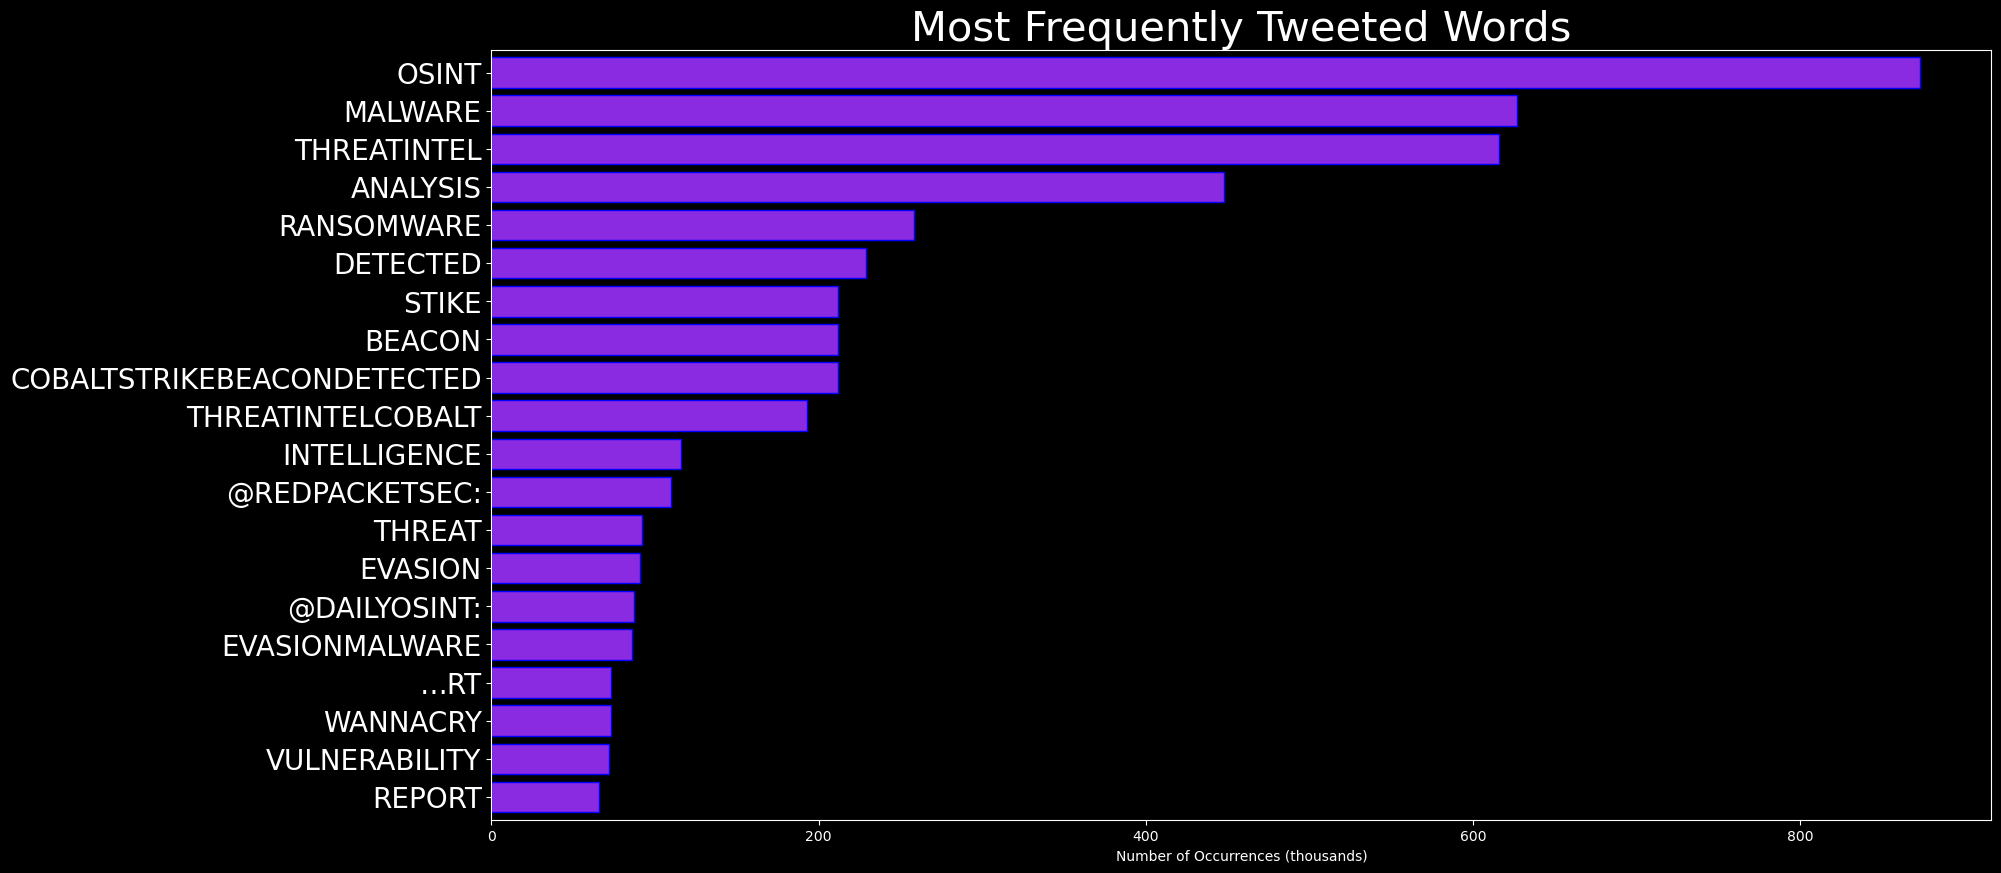 Most Frequently Tweeted Words
OSINT
MALWARE
THREATINTEL
ANALYSIS
RANSOMWARE
DETECTED
STIKE
BEACON
COBALTSTRIKEBEACONDETECTED
THREATINTELCOBALT
INTELLIGENCE
@REDPACKETSEC:
THREAT
EVASION
@DAILYOSINT:
EVASIONMALWARE
…RT
WANNACRY
VULNERABILITY
REPORT
0 200 400 600 800
Number of Occurrences (thousands)